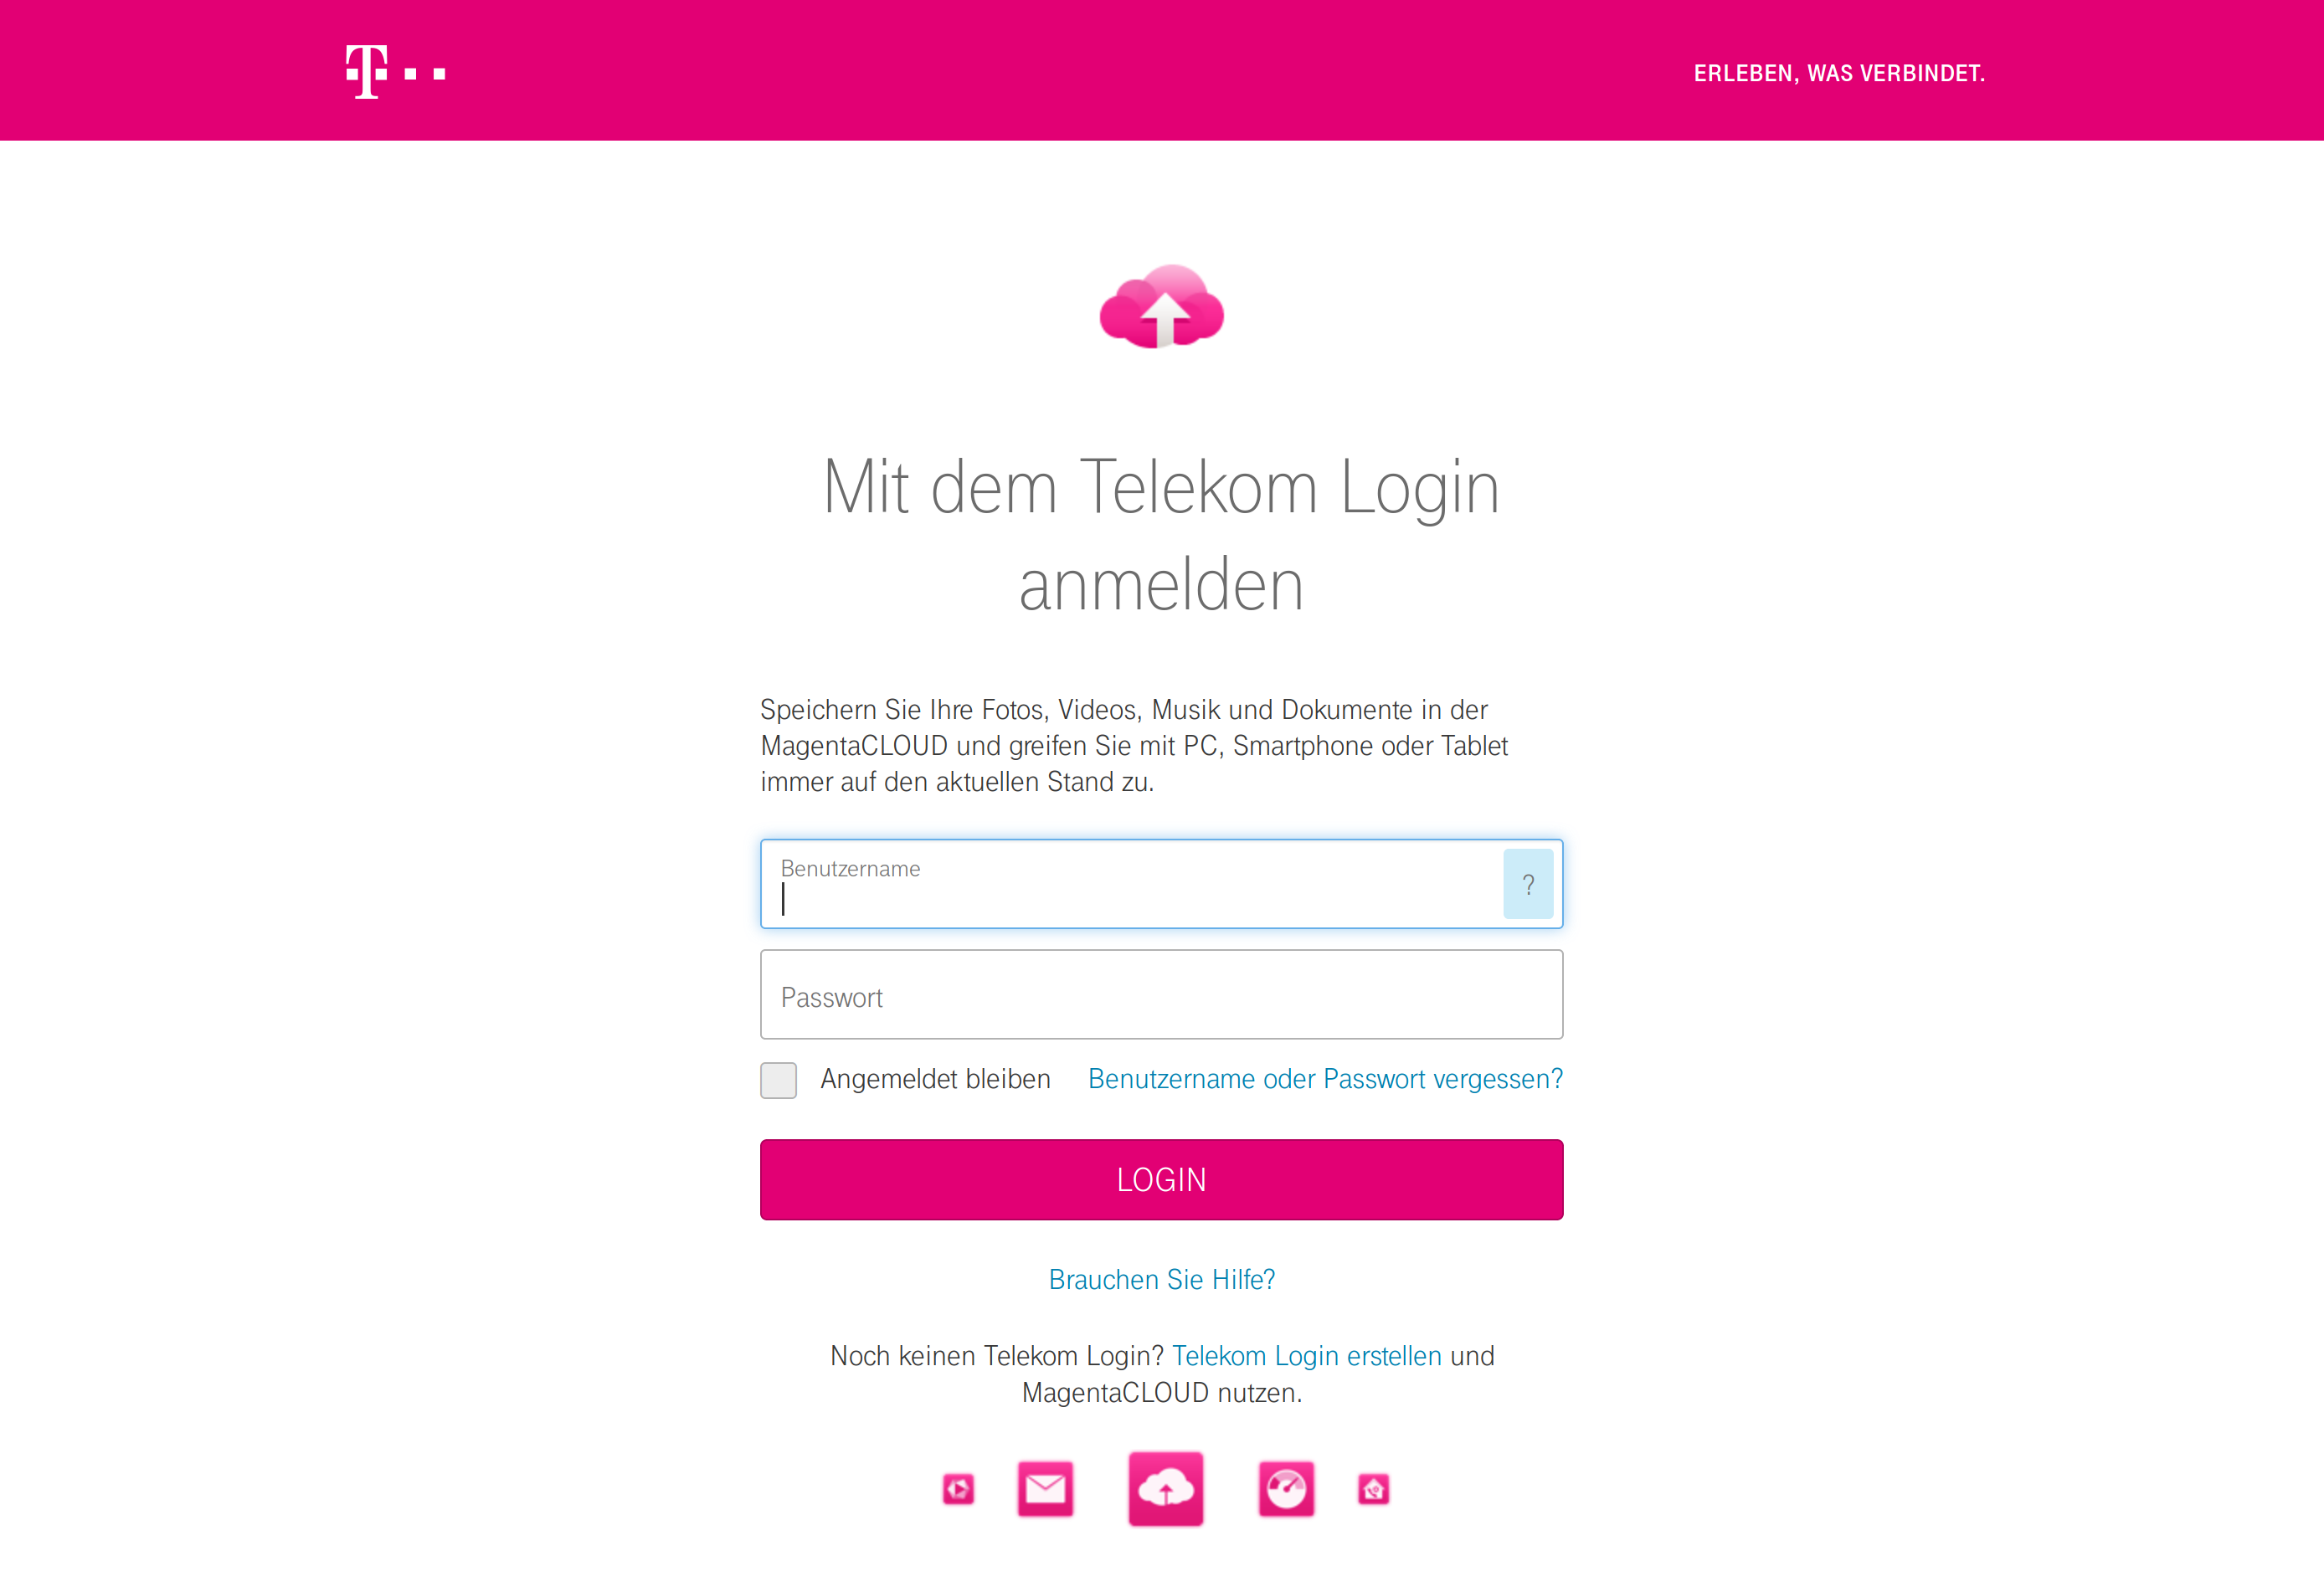 T
ERLEBEN, WAS VERBINDET.
Mit dem Telekom Login
anmelden
Speichern Sie Ihre Fotos, Videos, Musik und Dokumente in der
MagentaCLOUD und greifen Sie mit PC, Smartphone oder Tablet
immer auf den aktuellen Stand zu.
Benutzername
?
Passwort
Angemeldet bleiben Benutzername oder Passwort vergessen?
LOGIN
Brauchen Sie Hilfe?
Noch keinen Telekom Login? Telekom Login erstellen und
MagentaCLOUD nutzen.